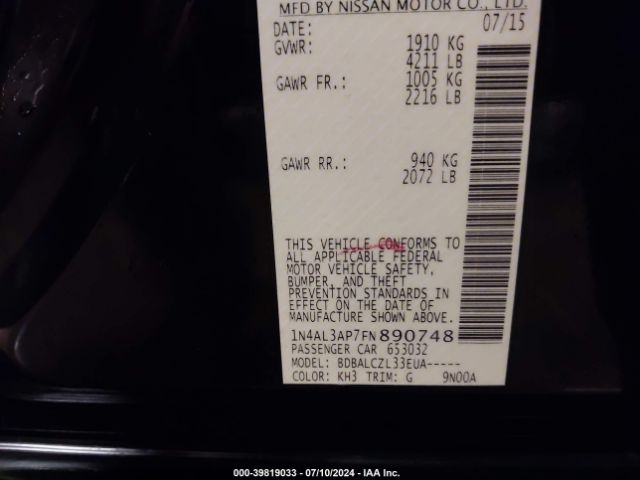 MFD BY NISSAN MOTOR CO., LTD.
DATE: 07/15
GVWR: 1910 KG
4211 LB
GAWR FR.: 1005 KG
2216 LB
GAWR RR.: 940 KG
2072 LB
THIS VEHICLE CONFORMS TO
ALL APPLICABLE FEDERAL
MOTOR VEHICLE SAFETY,
BUMPER, AND THEFT
PREVENTION STANDARDS IN
EFFECT ON THE DATE OF
MANUFACTURE SHOWN ABOVE.
1N4AL3AP7FN890748
PASSENGER CAR 653032
MODEL: BDBALCZL33EUA-----
COLOR: KH3 TRIM: G 9N00A
000-39819033 - 07/10/2024 - IAA Inc.